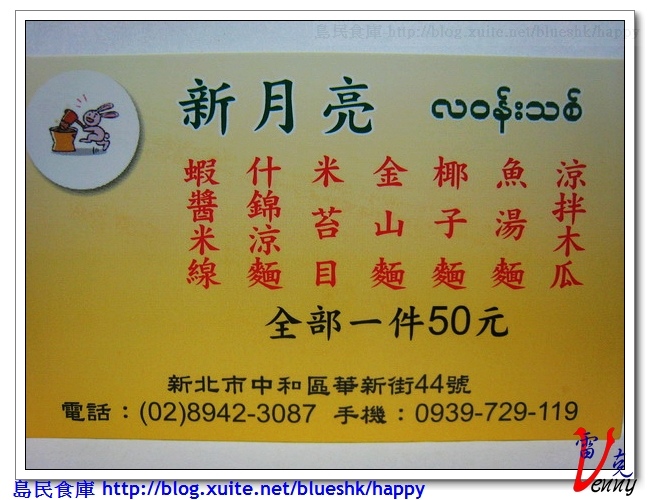 島民食庫 http://blog.xuite.net/blueshk/happy
新月亮 လဝန်းသစ်
涼拌木瓜
魚湯麵
椰子麵
金山麵
米苔目
什錦涼麵
蝦醬米線
全部一件50元
新北市中和區華新街44號
電話：(02)8942-3087 手機：0939-729-119
雷克
Venny
島民食庫 http://blog.xuite.net/blueshk/happy